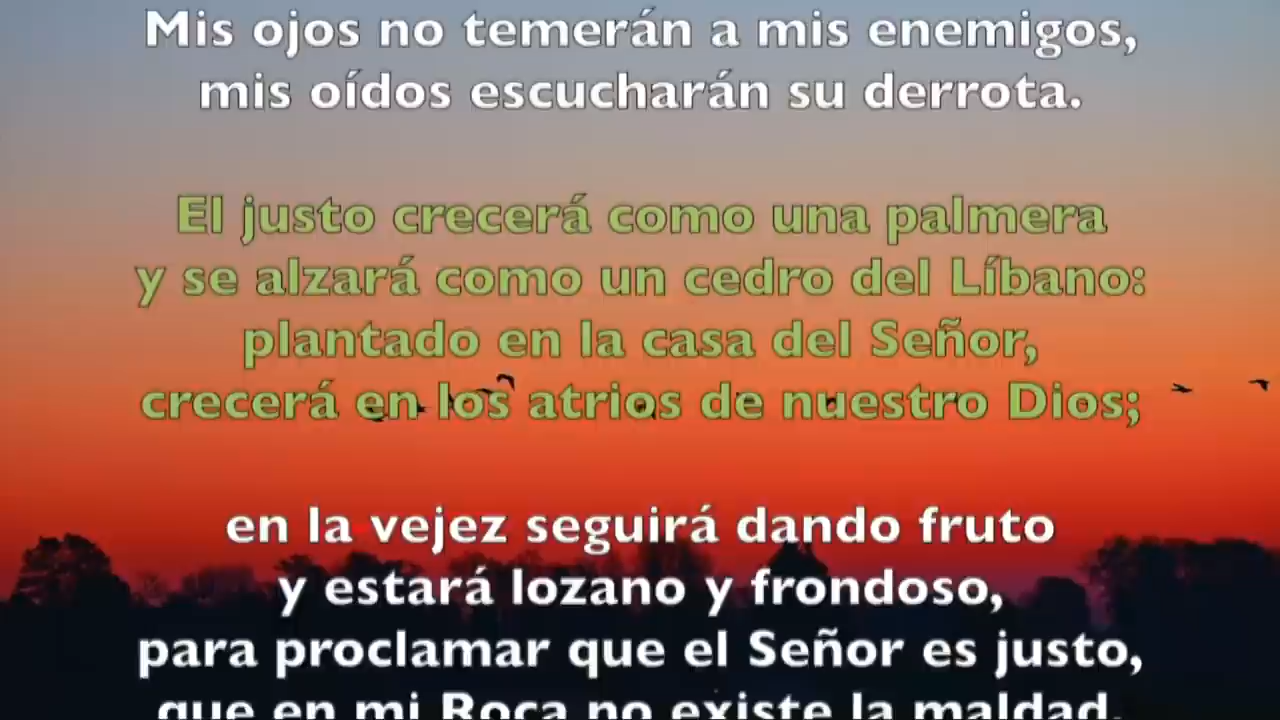 Mis ojos no temerán a mis enemigos,
mis oídos escucharán su derrota.
El justo crecerá como una palmera
y se alzará como un cedro del Líbano:
plantado en la casa del Señor,
crecerá en los atrios de nuestro Dios;
en la vejez seguirá dando fruto
y estará lozano y frondoso,
para proclamar que el Señor es justo,
que en mi Roca no existe la maldad.